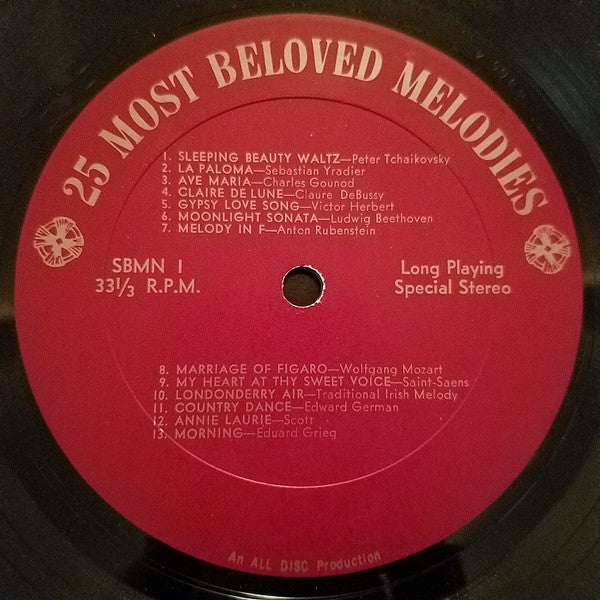 25 MOST BELOVED MELODIES
1. SLEEPING BEAUTY WALTZ—Peter Tchaikovsky
2. LA PALOMA—Sebastian Yradier
3. AVE MARIA—Charles Gounod
4. CLAIRE DE LUNE—Claure DeBussy
5. GYPSY LOVE SONG—Victor Herbert
6. MOONLIGHT SONATA—Ludwig Beethoven
7. MELODY IN F—Anton Rubenstein
SBMN 1
33 1/3 R.P.M.
Long Playing
Special Stereo
8. MARRIAGE OF FIGARO—Wolfgang Mozart
9. MY HEART AT THY SWEET VOICE—Saint-Saens
10. LONDONDERRY AIR—Traditional Irish Melody
11. COUNTRY DANCE—Edward German
12. ANNIE LAURIE—Scott
13. MORNING—Eduard Grieg
An ALL DISC Production